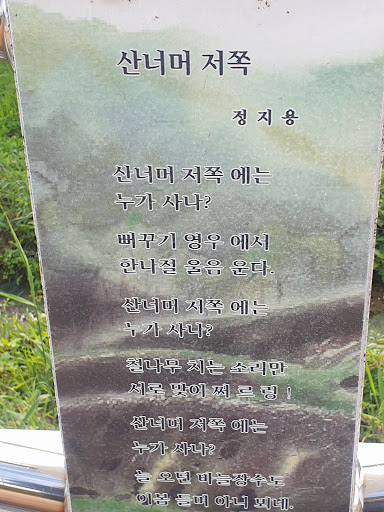 산너머 저쪽
정지용
산너머 저쪽 에는
누가 사나?
뻐꾸기 영우 에서
한나절 울음 운다.
산너머 저쪽 에는
누가 사나?
철나무 치는 소리만
서로 맞어 쩌 르 렁 !
산너머 저쪽 에는
누가 사나?
늘 오던 바늘장수도
이봄 들며 아니 뵈네.